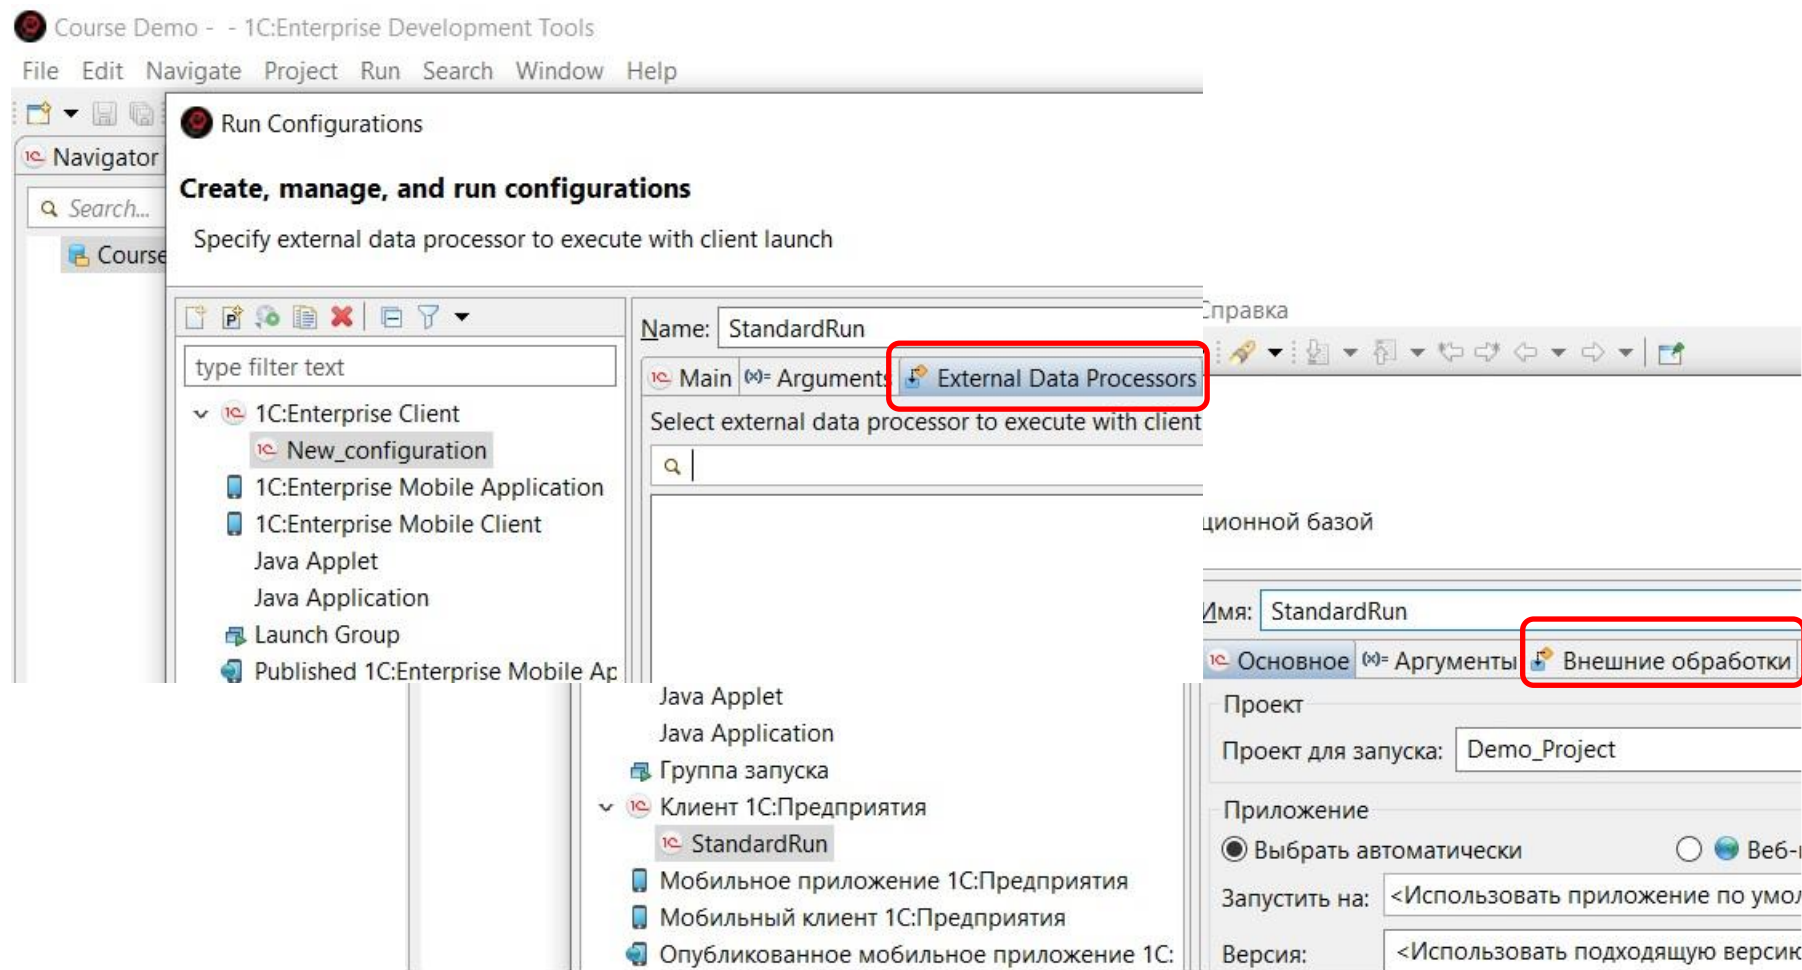 Course Demo -  - 1C:Enterprise Development Tools
File Edit Navigate Project Run Search Window Help
Run Configurations
Navigator
Create, manage, and run configurations
Search...
Specify external data processor to execute with client launch
Course
Name: StandardRun
type filter text
Main Arguments External Data Processors
1C:Enterprise Client
Select external data processor to execute with client
New_configuration
1C:Enterprise Mobile Application
1C:Enterprise Mobile Client
Java Applet
Java Application
Launch Group
Published 1C:Enterprise Mobile Ap
Справка
ционной базой
Имя: StandardRun
Основное Аргументы Внешние обработки
Проект
Проект для запуска: Demo_Project
Приложение
Выбрать автоматически Веб-
Запустить на: <Использовать приложение по умол
Версия: <Использовать подходящую версию
Java Applet
Java Application
Группа запуска
Клиент 1С:Предприятия
StandardRun
Мобильное приложение 1С:Предприятия
Мобильный клиент 1С:Предприятия
Опубликованное мобильное приложение 1С: